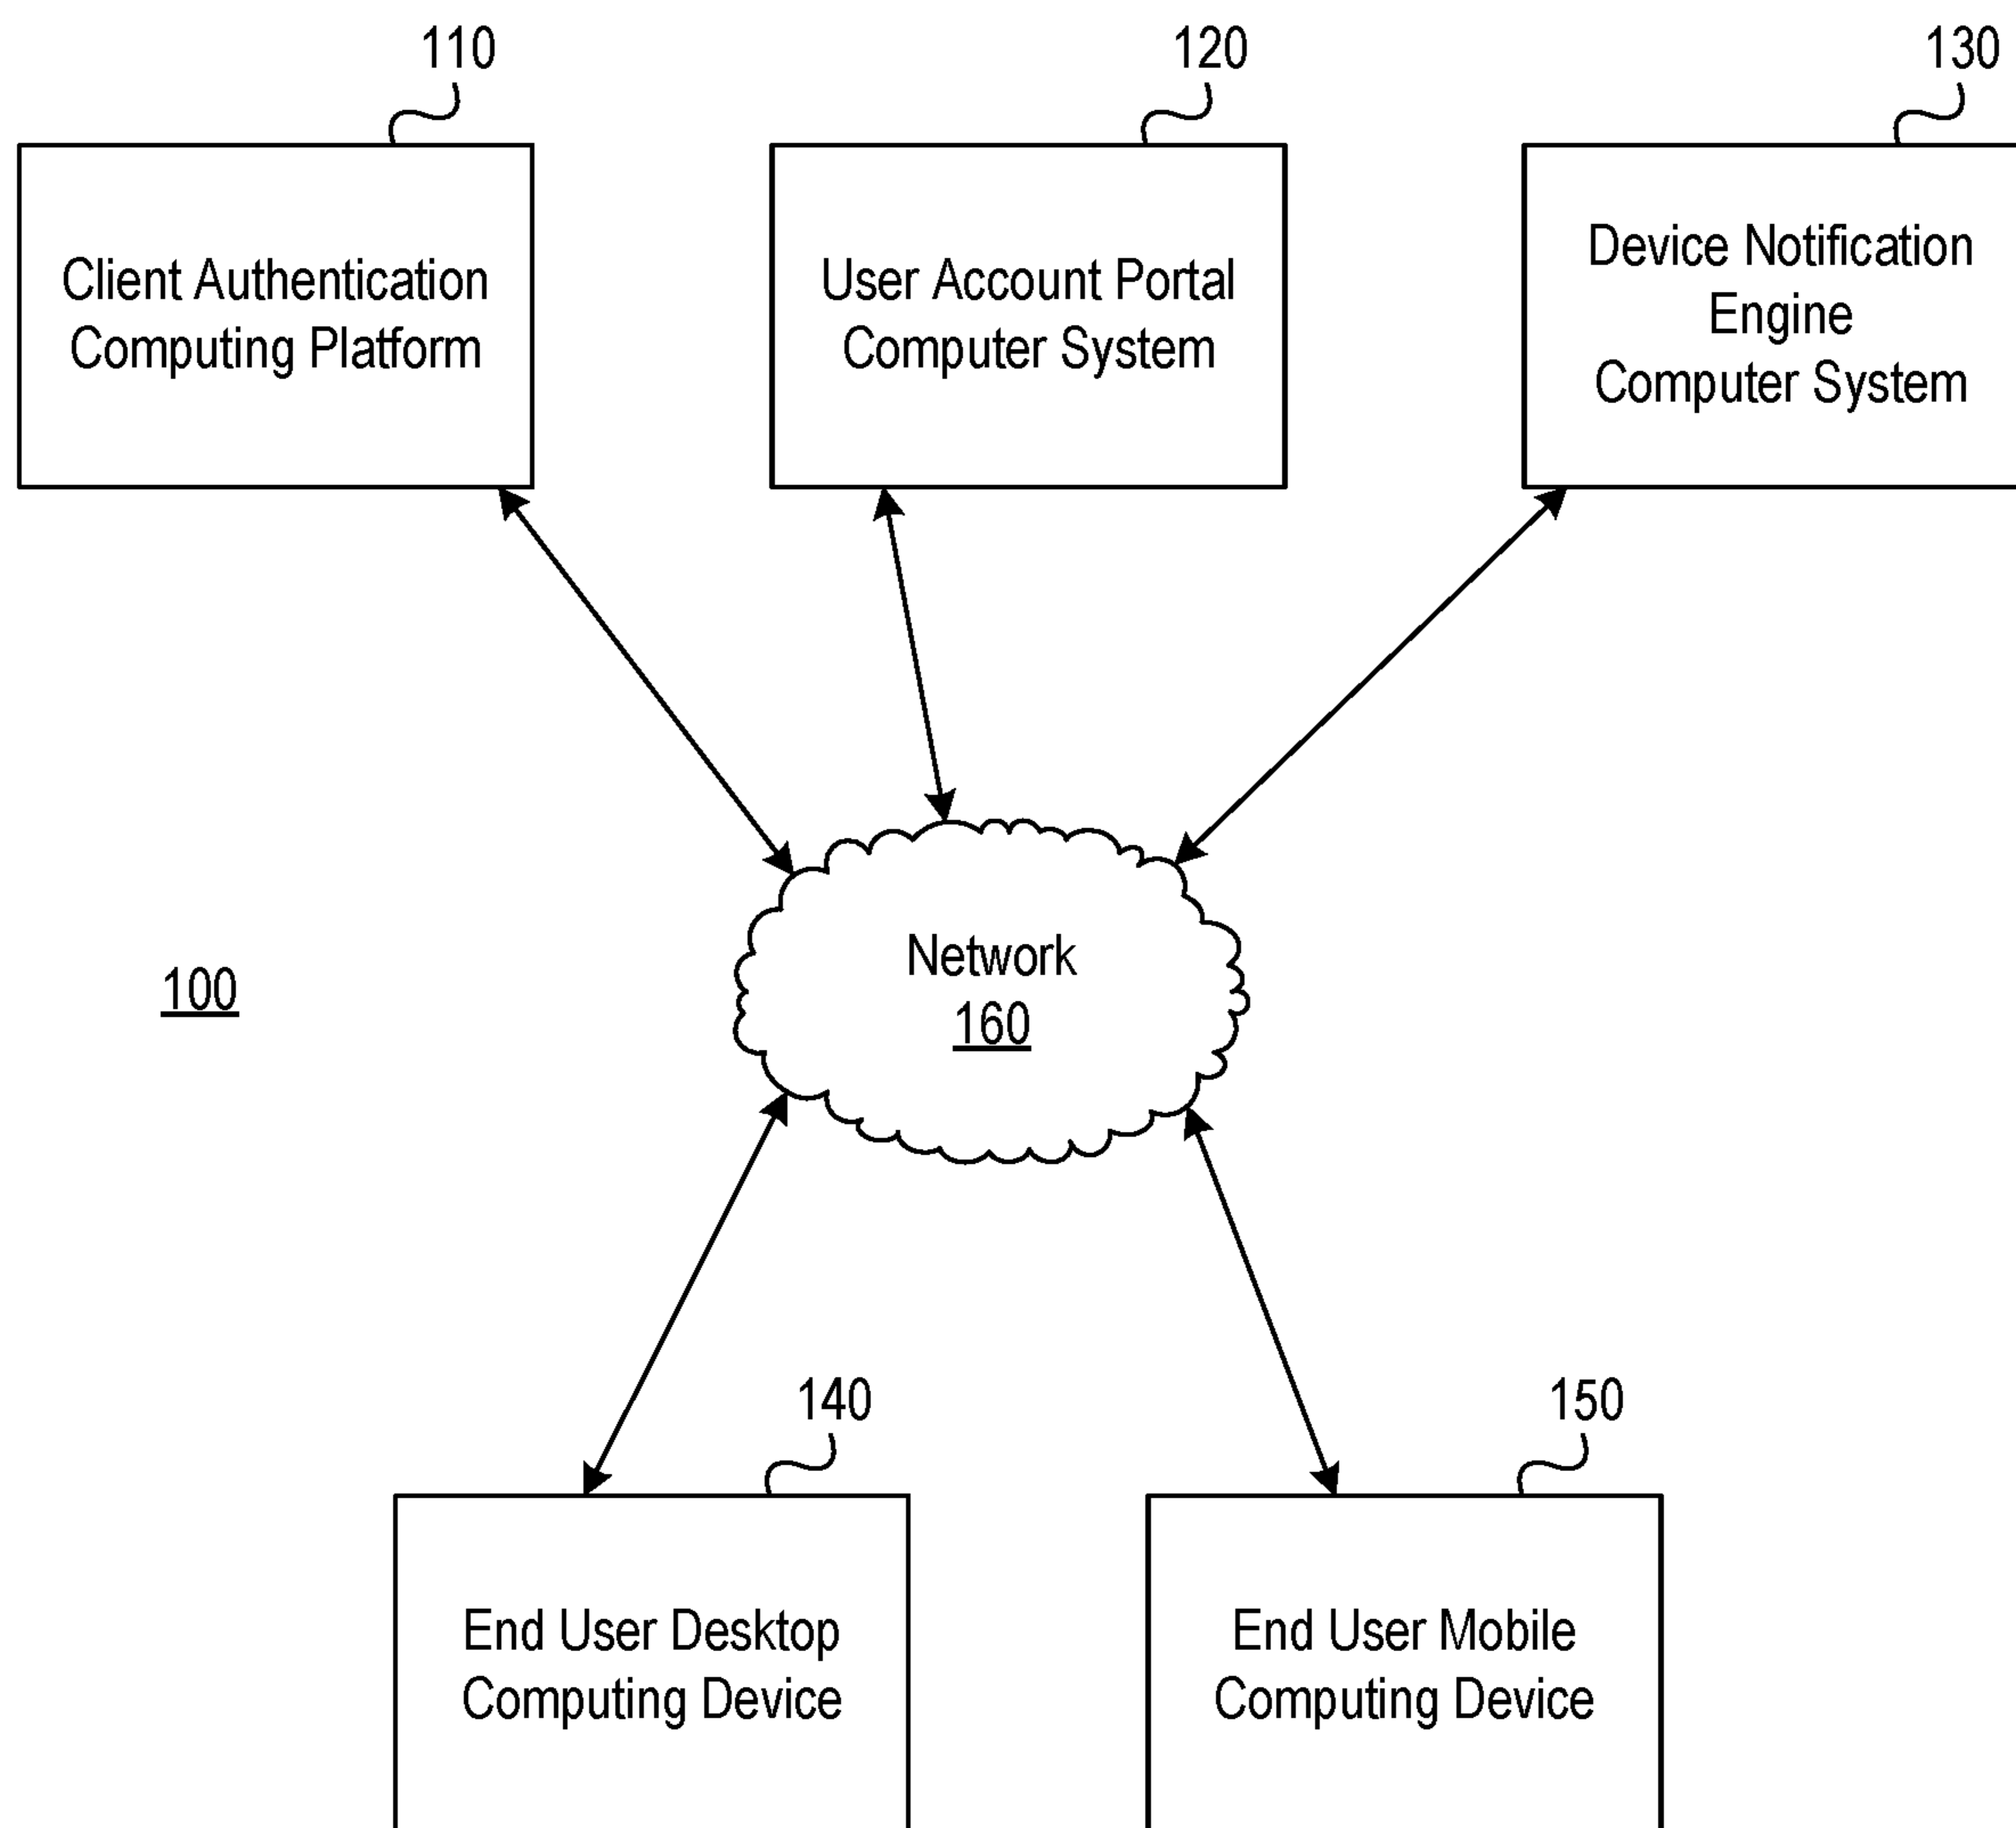 110
120
130
Client Authentication
Computing Platform
User Account Portal
Computer System
Device Notification
Engine
Computer System
100
Network
160
140
150
End User Desktop
Computing Device
End User Mobile
Computing Device